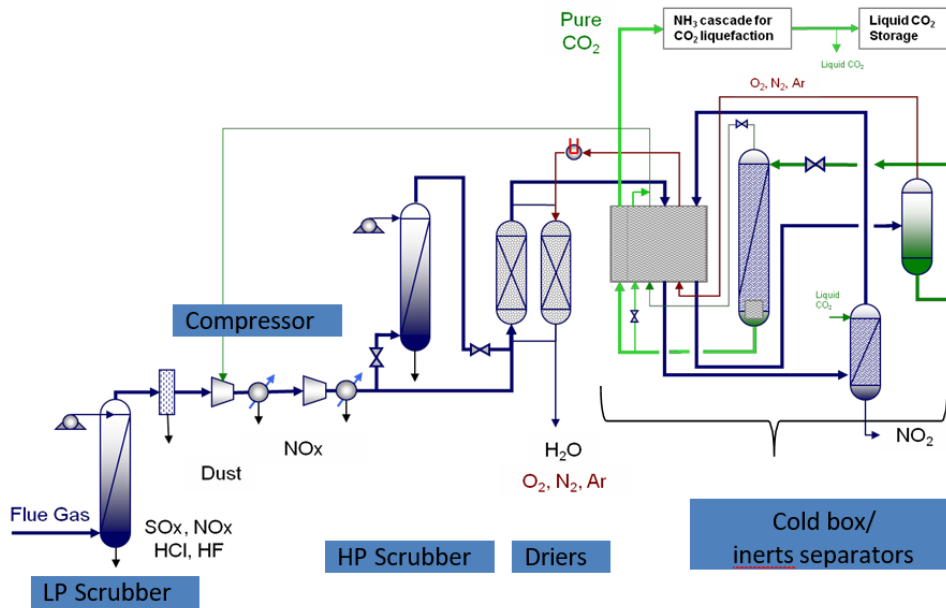 Pure
CO₂
NH₃ cascade for
CO₂ liquefaction
Liquid CO₂
Storage
Liquid CO₂
O₂, N₂, Ar
Liquid
CO₂
Compressor
NOx
Dust
H₂O
O₂, N₂, Ar
NO₂
Flue Gas
SOx, NOx
HCl, HF
LP Scrubber
HP Scrubber
Driers
Cold box/
inerts separators